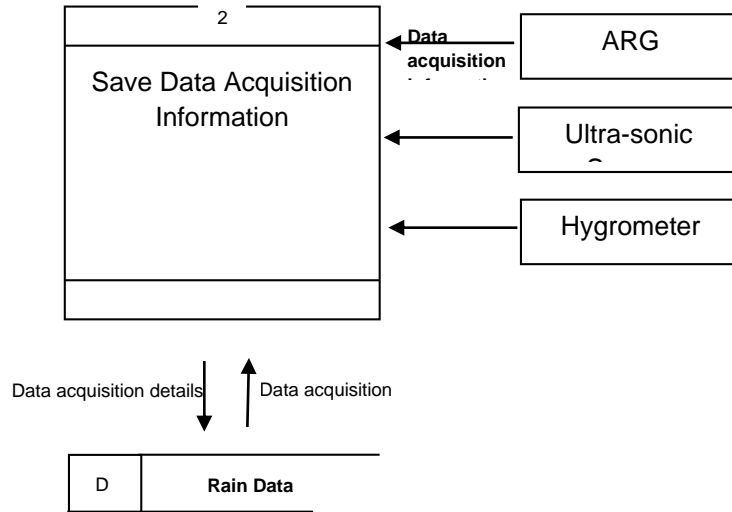 2
Save Data Acquisition
Information
Data
acquisition
ARG
Ultra-sonic
Hygrometer
Data acquisition details
Data acquisition
D
Rain Data